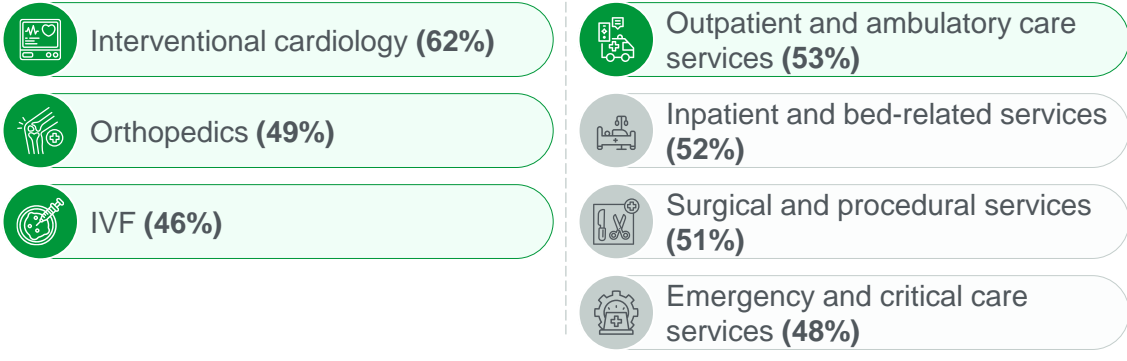 Interventional cardiology (62%)
Orthopedics (49%)
IVF (46%)
Outpatient and ambulatory care
services (53%)
Inpatient and bed-related services
(52%)
Surgical and procedural services
(51%)
Emergency and critical care
services (48%)